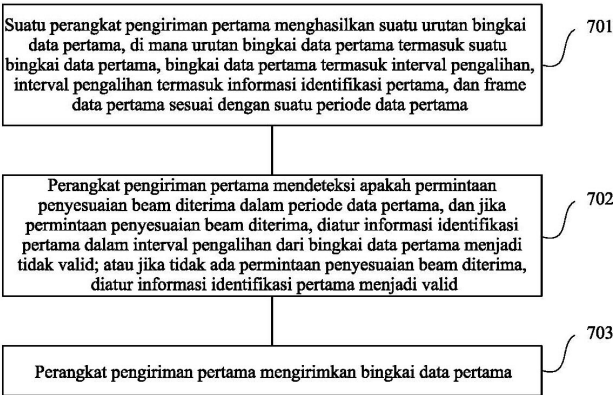 Suatu perangkat pengiriman pertama menghasilkan suatu urutan bingkai
data pertama, di mana urutan bingkai data pertama termasuk suatu
bingkai data pertama, bingkai data pertama termasuk interval pengalihan,
interval pengalihan termasuk informasi identifikasi pertama, dan frame
data pertama sesuai dengan suatu periode data pertama
701
Perangkat pengiriman pertama mendeteksi apakah permintaan
penyesuaian beam diterima dalam periode data pertama, dan jika
permintaan penyesuaian beam diterima, diatur informasi identifikasi
pertama dalam interval pengalihan dari bingkai data pertama menjadi
tidak valid; atau jika tidak ada permintaan penyesuaian beam diterima,
diatur informasi identifikasi pertama menjadi valid
702
Perangkat pengiriman pertama mengirimkan bingkai data pertama
703